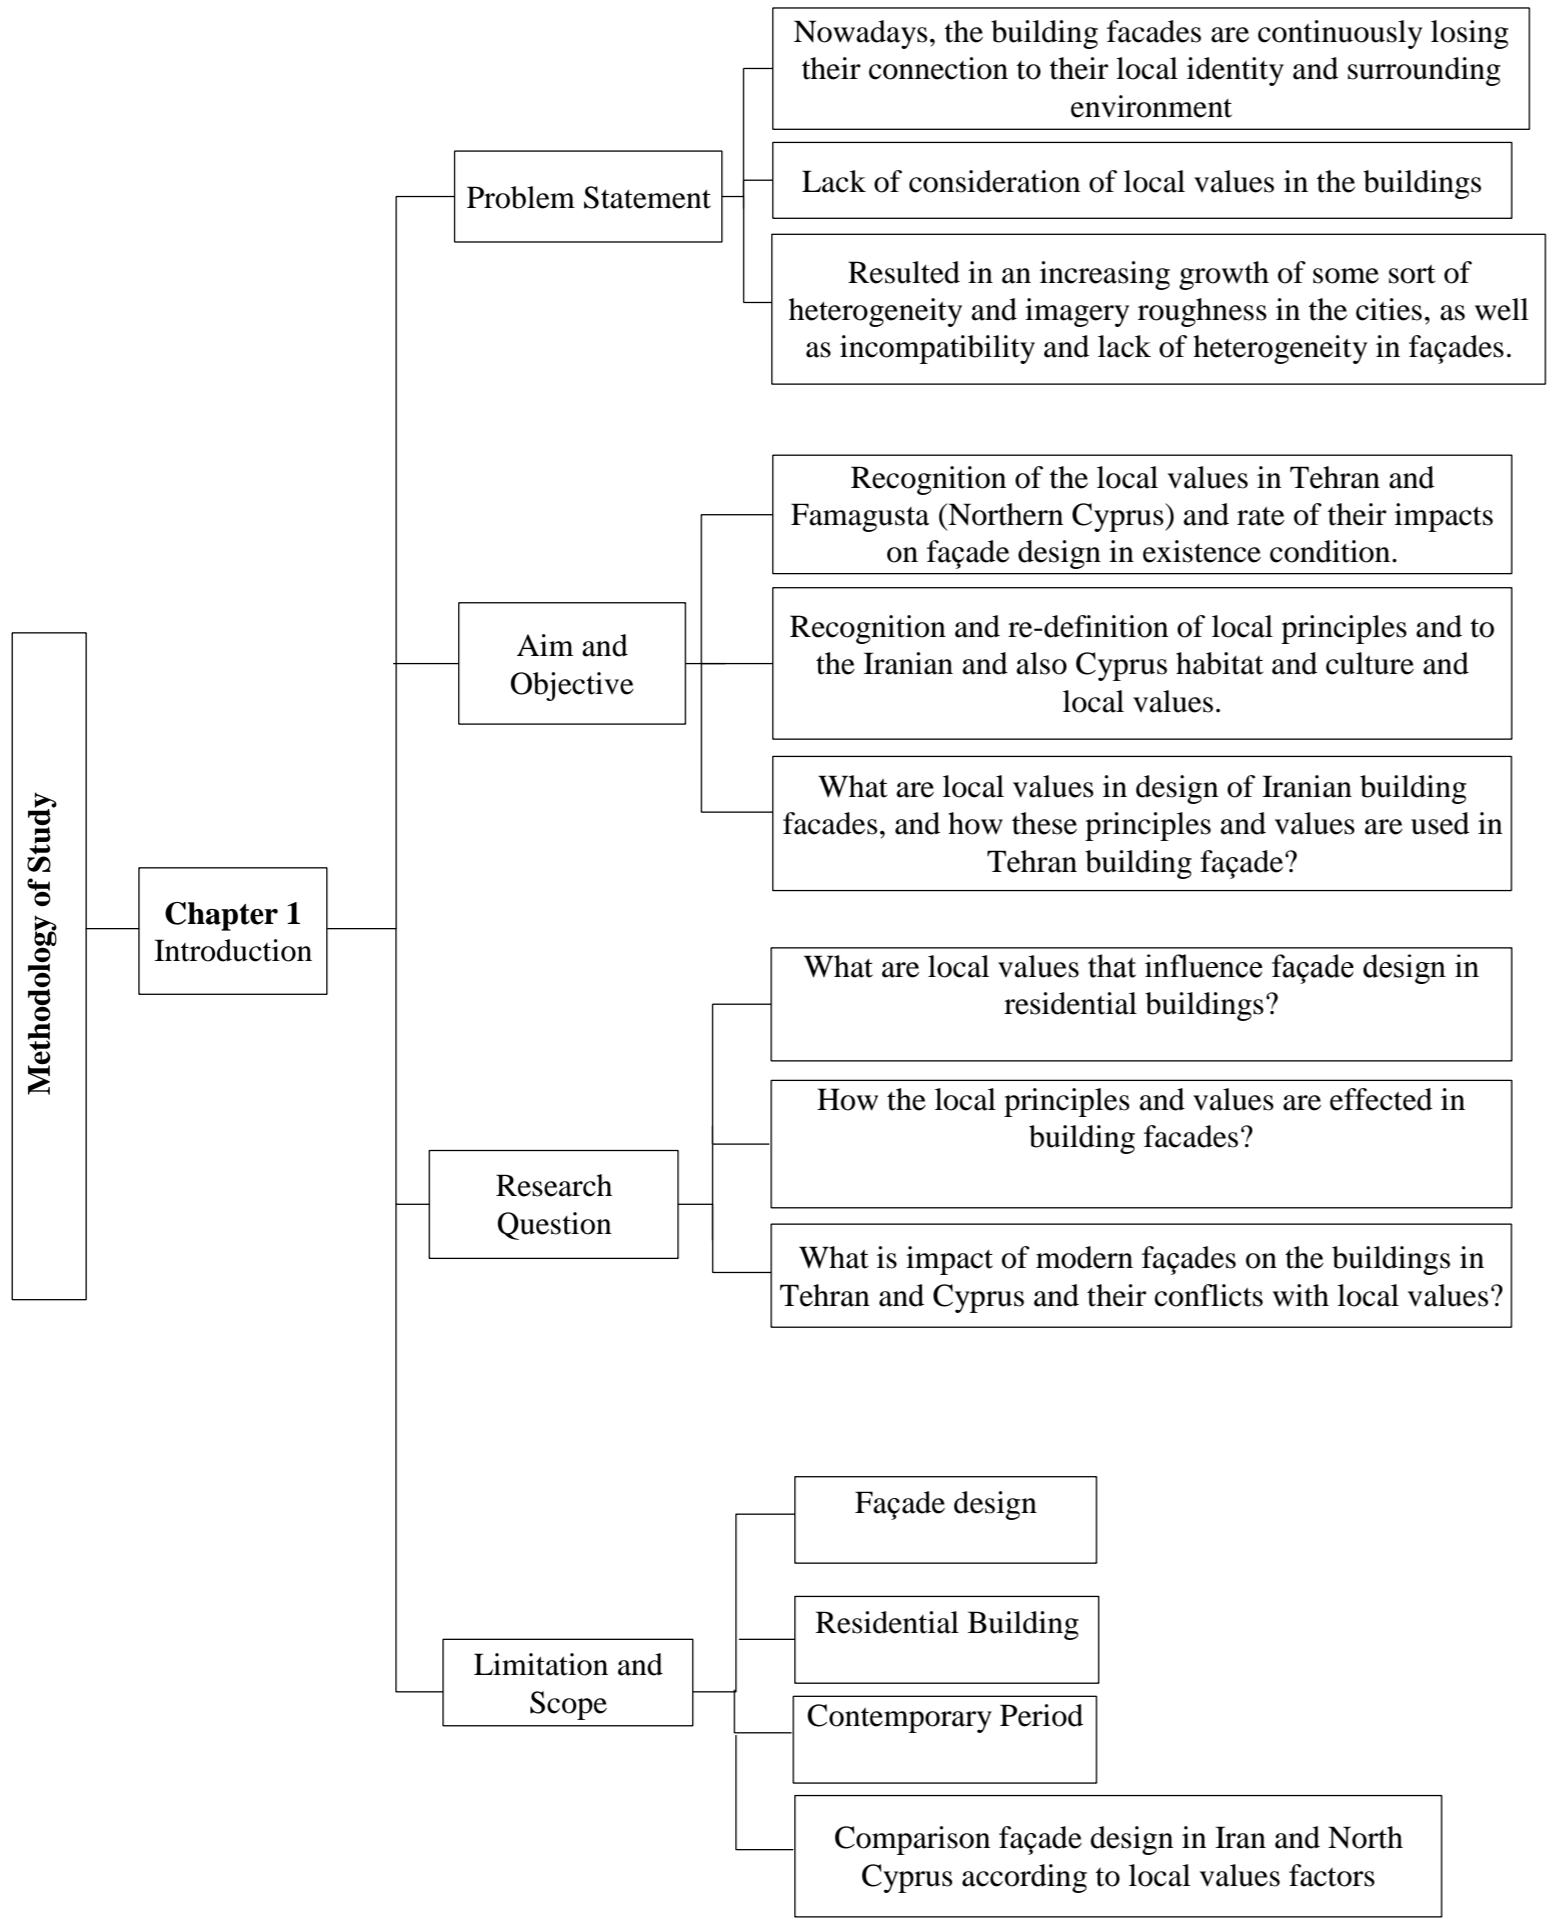 Methodology of Study
Chapter 1
Introduction
Problem Statement
Nowadays, the building facades are continuously losing
their connection to their local identity and surrounding
environment
Lack of consideration of local values in the buildings
Resulted in an increasing growth of some sort of
heterogeneity and imagery roughness in the cities, as well
as incompatibility and lack of heterogeneity in façades.
Aim and
Objective
Recognition of the local values in Tehran and
Famagusta (Northern Cyprus) and rate of their impacts
on façade design in existence condition.
Recognition and re-definition of local principles and to
the Iranian and also Cyprus habitat and culture and
local values.
What are local values in design of Iranian building
facades, and how these principles and values are used in
Tehran building façade?
Research
Question
What are local values that influence façade design in
residential buildings?
How the local principles and values are effected in
building facades?
What is impact of modern façades on the buildings in
Tehran and Cyprus and their conflicts with local values?
Limitation and
Scope
Façade design
Residential Building
Contemporary Period
Comparison façade design in Iran and North
Cyprus according to local values factors